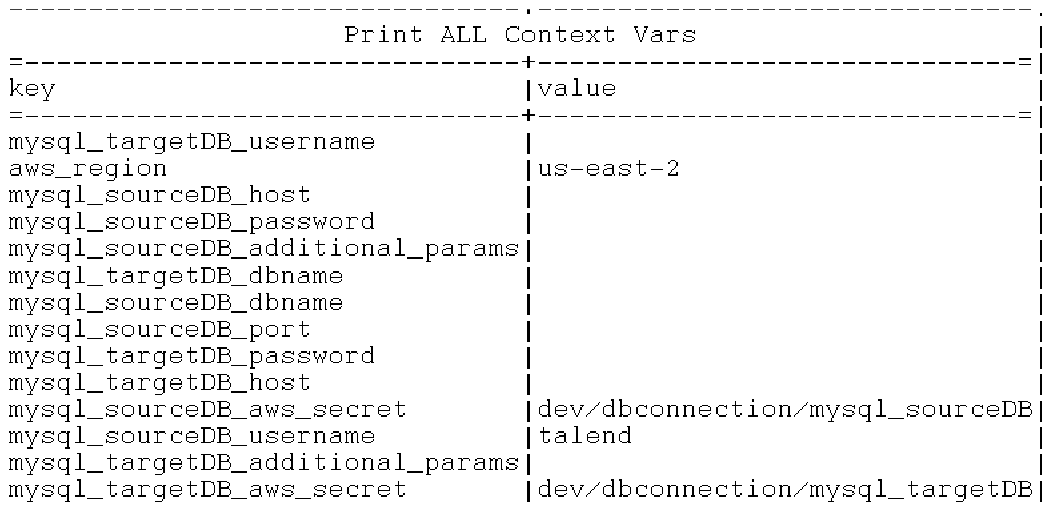 .--------------------------------.------------------------------.
Print ALL Context Vars |
=--------------------------------+------------------------------=|
key |value |
=--------------------------------+------------------------------=|
mysql_targetDB_username | |
aws_region |us-east-2 |
mysql_sourceDB_host | |
mysql_sourceDB_password | |
mysql_sourceDB_additional_params| |
mysql_targetDB_dbname | |
mysql_sourceDB_dbname | |
mysql_sourceDB_port | |
mysql_targetDB_password | |
mysql_targetDB_host | |
mysql_sourceDB_aws_secret |dev/dbconnection/mysql_sourceDB|
mysql_sourceDB_username |talend |
mysql_targetDB_additional_params| |
mysql_targetDB_aws_secret |dev/dbconnection/mysql_targetDB|